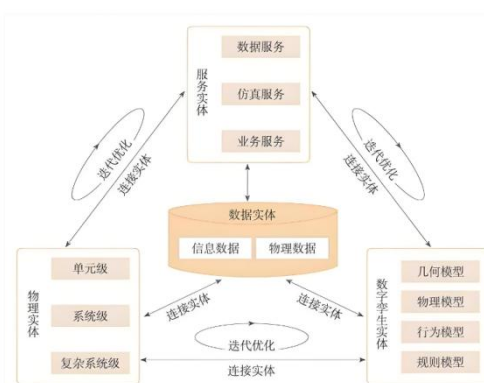 数据服务
服务实体
仿真服务
业务服务
迭代优化
连接实体
迭代优化
连接实体
数据实体
信息数据
物理数据
物理实体
单元级
系统级
复杂系统级
连接实体
连接实体
迭代优化
连接实体
数字孪生实体
几何模型
物理模型
行为模型
规则模型